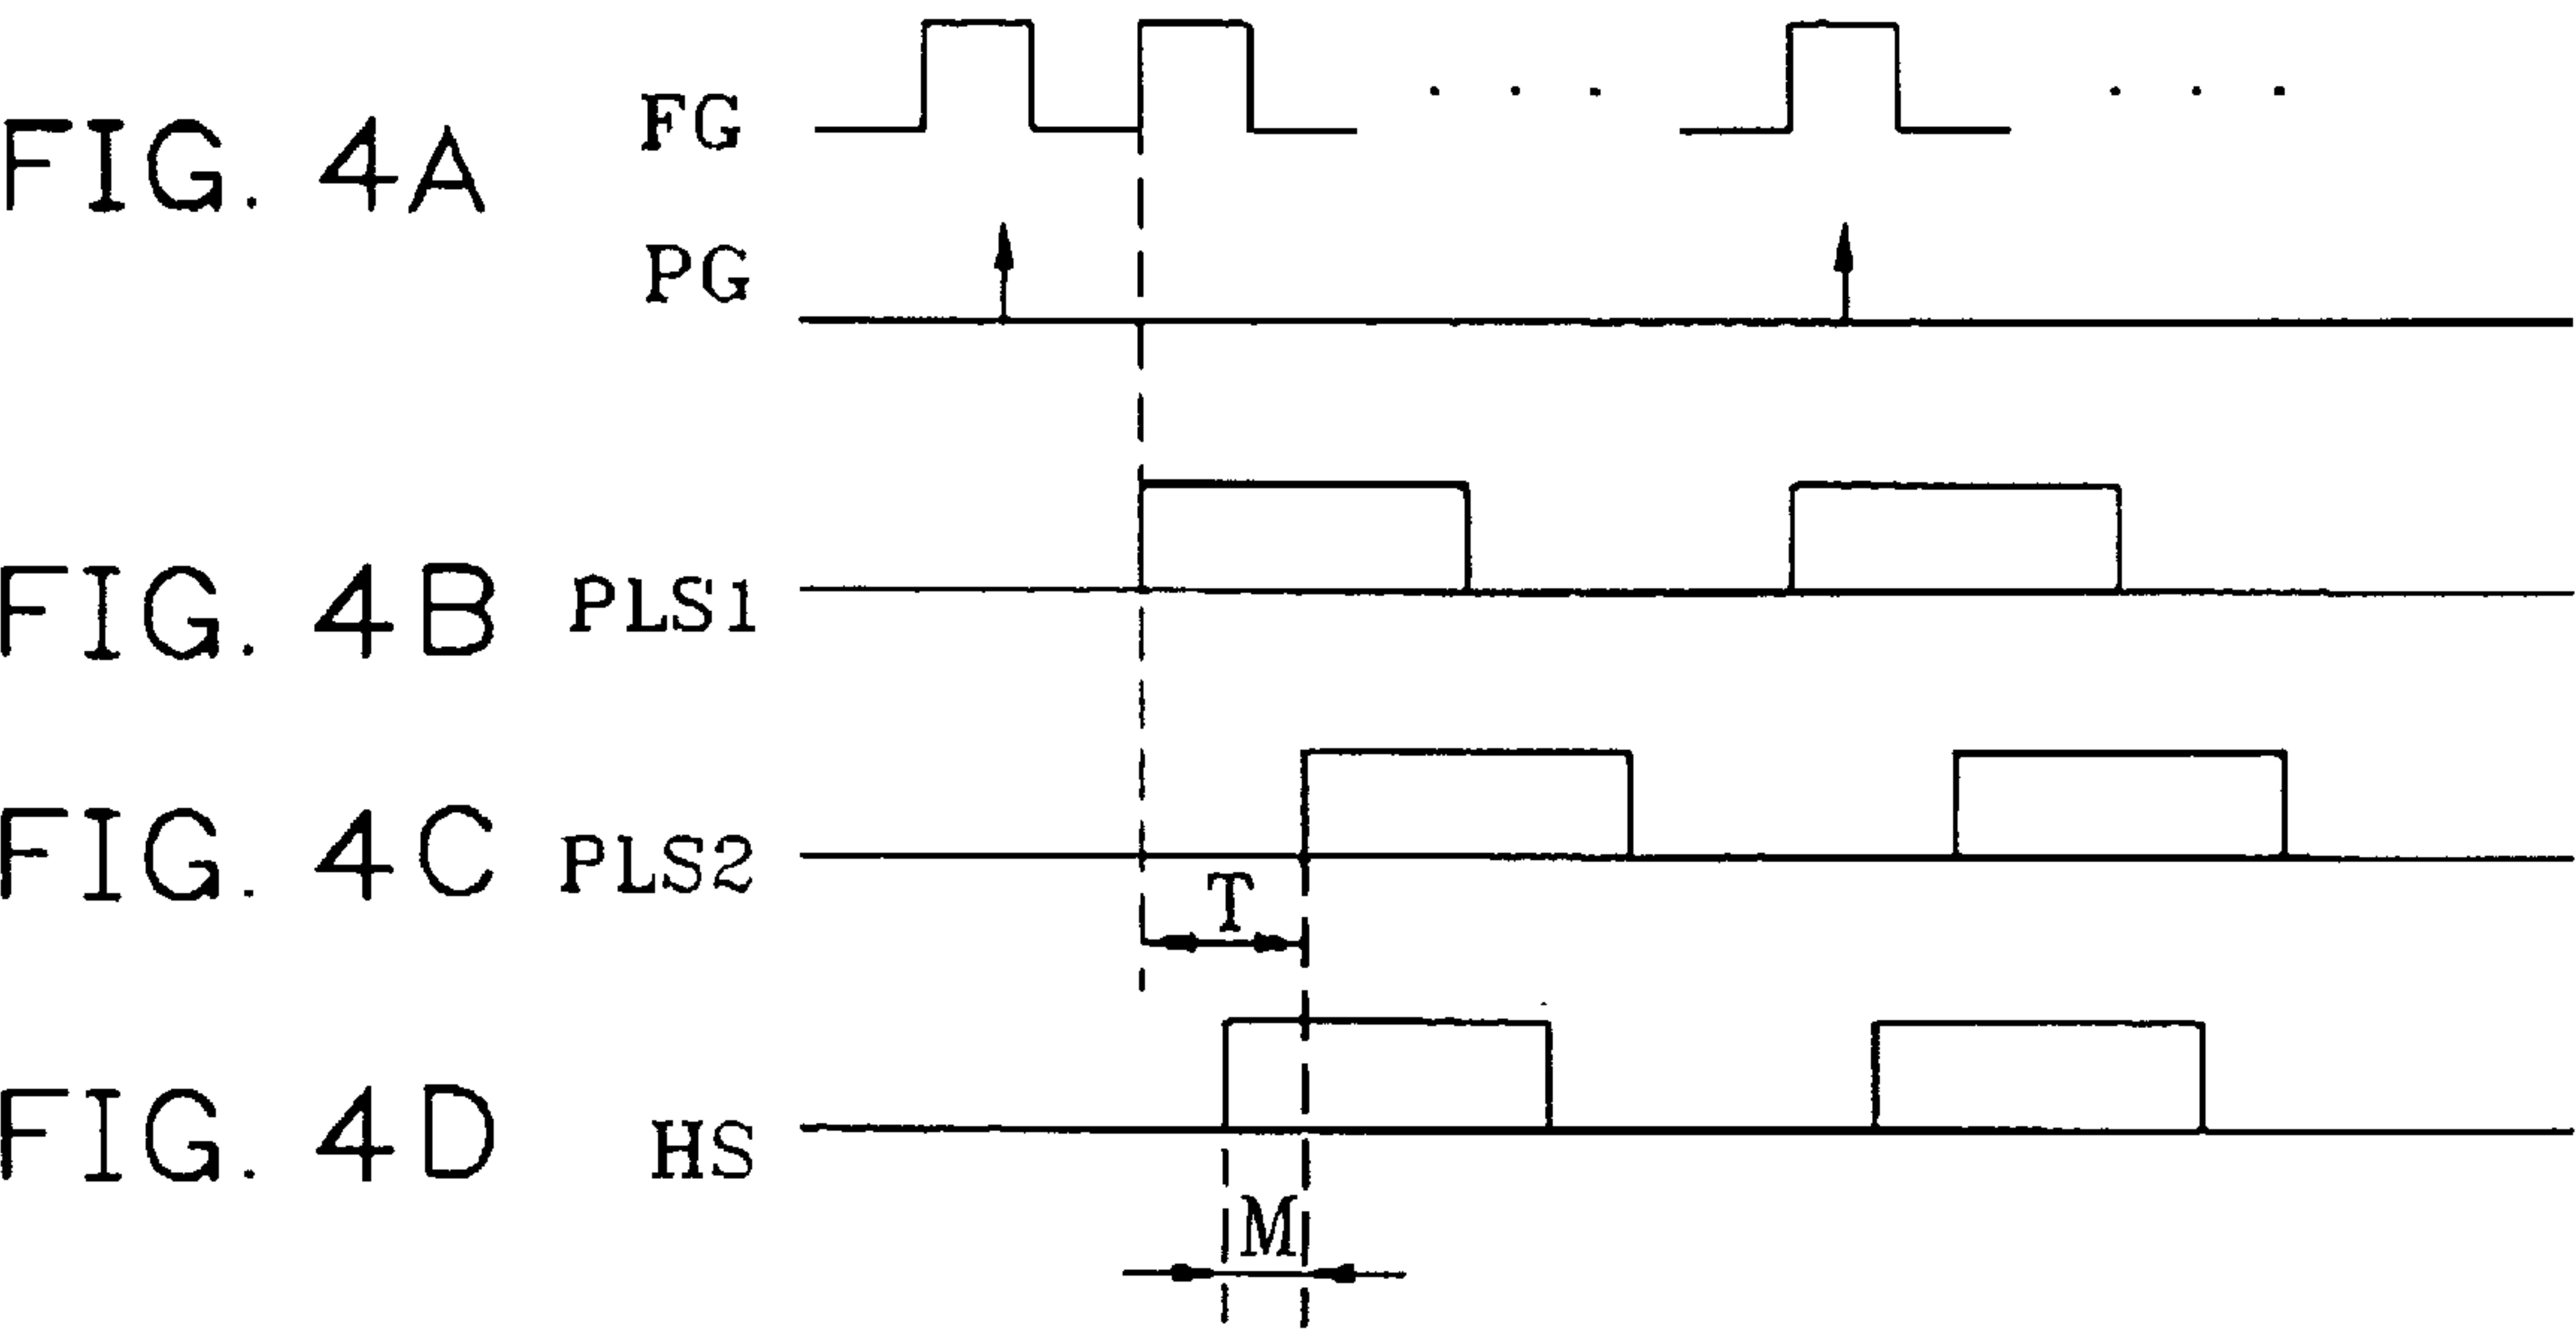 FIG. 4A
FG
. . .
. . .
PG
FIG. 4B PLS1
FIG. 4C PLS2
T
FIG. 4D HS
M